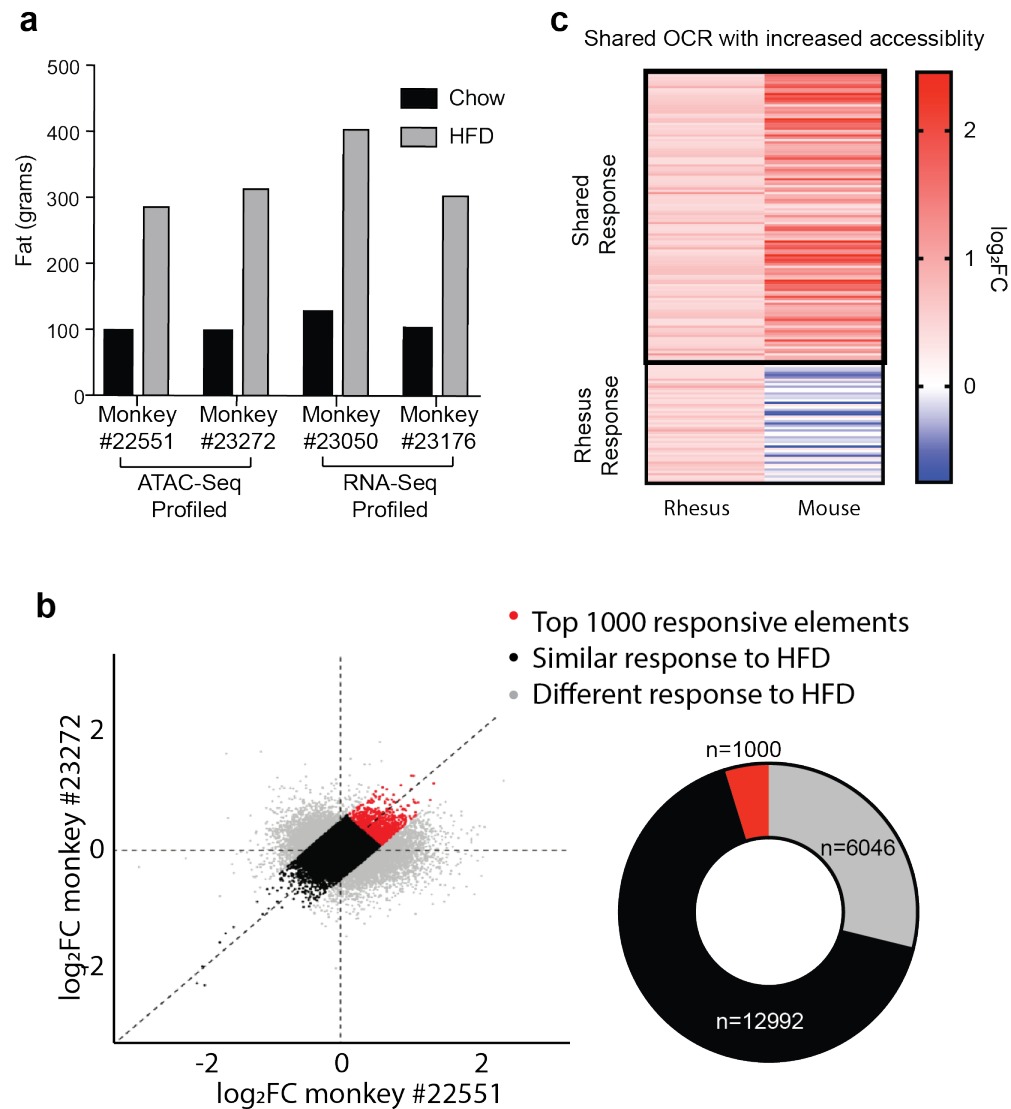 a
Fat (grams)
500
400
300
200
100
0
Chow
HFD
Monkey #22551
Monkey #23272
Monkey #23050
Monkey #23176
ATAC-Seq
Profiled
RNA-Seq
Profiled
c
Shared OCR with increased accessiblity
Shared
Response
Rhesus
Response
Rhesus
Mouse
2
1
0
log₂FC
b
Top 1000 responsive elements
Similar response to HFD
Different response to HFD
log₂FC monkey #23272
2
0
-2
-2
0
2
log₂FC monkey #22551
n=1000
n=6046
n=12992